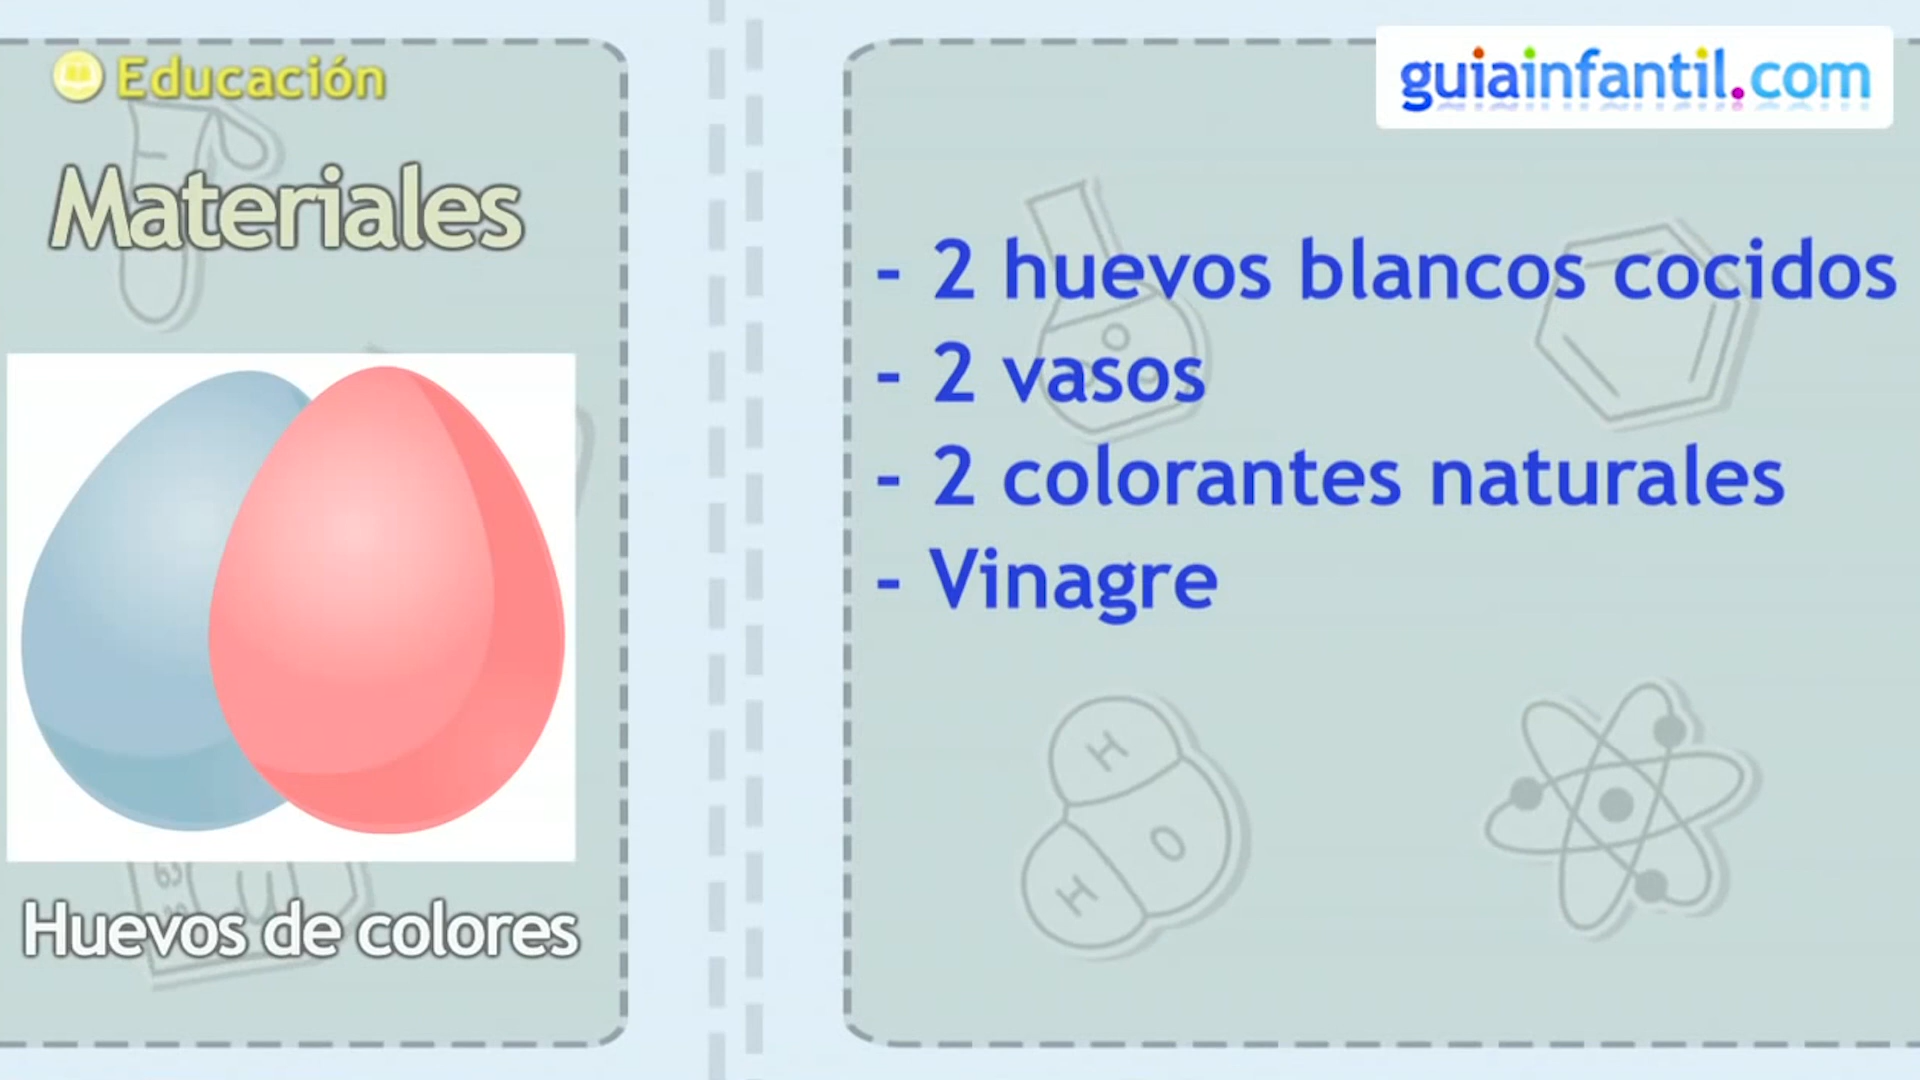 Educación
guiainfantil.com
Materiales
- 2 huevos blancos cocidos
- 2 vasos
- 2 colorantes naturales
- Vinagre
Huevos de colores
H
O
H